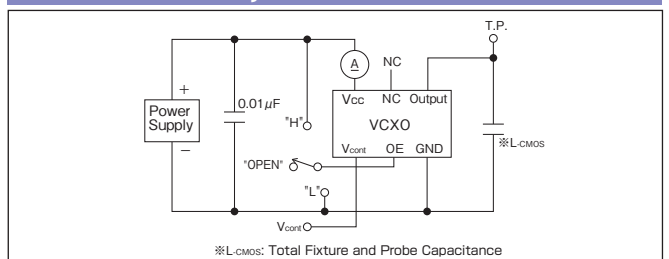 T.P.
A
NC
+
Power
Supply
−
0.01μF
"H"
Vcc NC Output
VCXO
Vcont OE GND
※L-CMOS
"OPEN"
"L"
Vcont
※L-CMOS: Total Fixture and Probe Capacitance